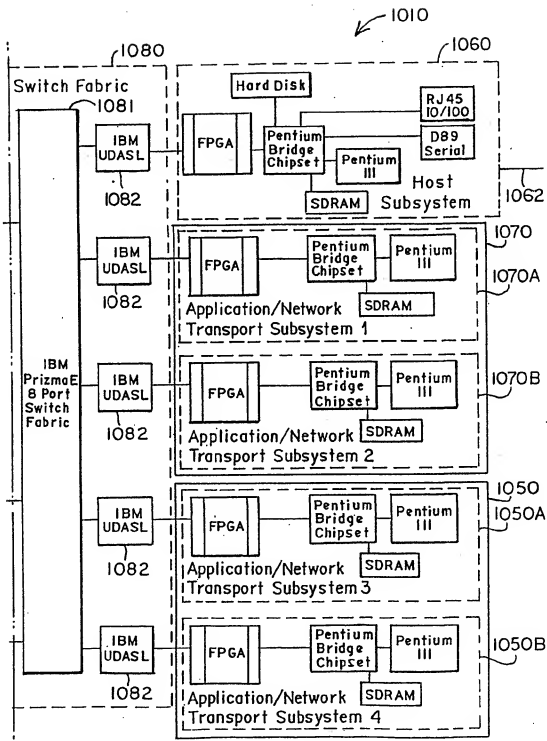 1010
1080
1060
Switch Fabric
1081
Hard Disk
RJ45
10/100
IBM
UDASL
FPGA
Pentium
Bridge
Chipset
D89
Serial
Pentium
III
Host
Subsystem
1082
SDRAM
1062
1070
IBM
UDASL
FPGA
Pentium
Bridge
Chipset
Pentium
III
1070A
1082
SDRAM
Application/Network
Transport Subsystem 1
IBM
PrizmaE
8 Port
Switch
Fabric
IBM
UDASL
FPGA
Pentium
Bridge
Chipset
Pentium
III
1070B
1082
SDRAM
Application/Network
Transport Subsystem 2
1050
IBM
UDASL
FPGA
Pentium
Bridge
Chipset
Pentium
III
1050A
1082
SDRAM
Application/Network
Transport Subsystem 3
IBM
UDASL
FPGA
Pentium
Bridge
Chipset
Pentium
III
1050B
1082
SDRAM
Application/Network
Transport Subsystem 4